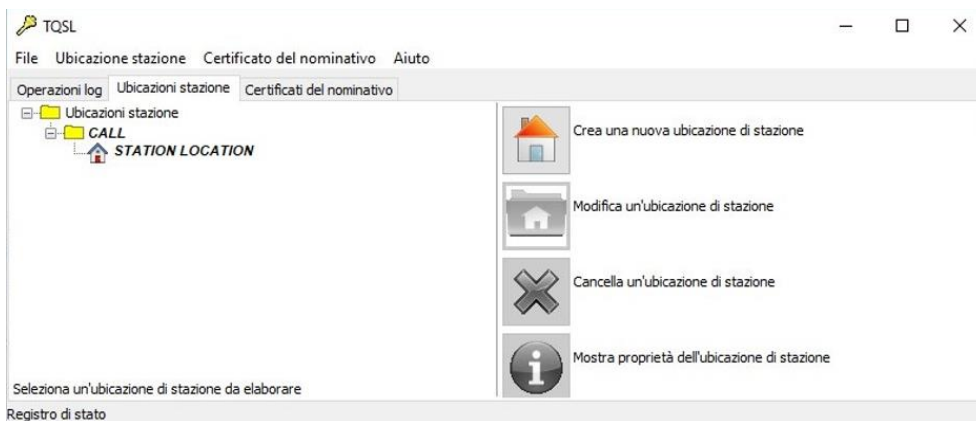 TQSL
File Ubicazione stazione Certificato del nominativo Aiuto
Operazioni log Ubicazioni stazione Certificati del nominativo
Ubicazioni stazione
CALL
STATION LOCATION
Crea una nuova ubicazione di stazione
Modifica un'ubicazione di stazione
Cancella un'ubicazione di stazione
Mostra proprietà dell'ubicazione di stazione
Seleziona un'ubicazione di stazione da elaborare
Registro di stato